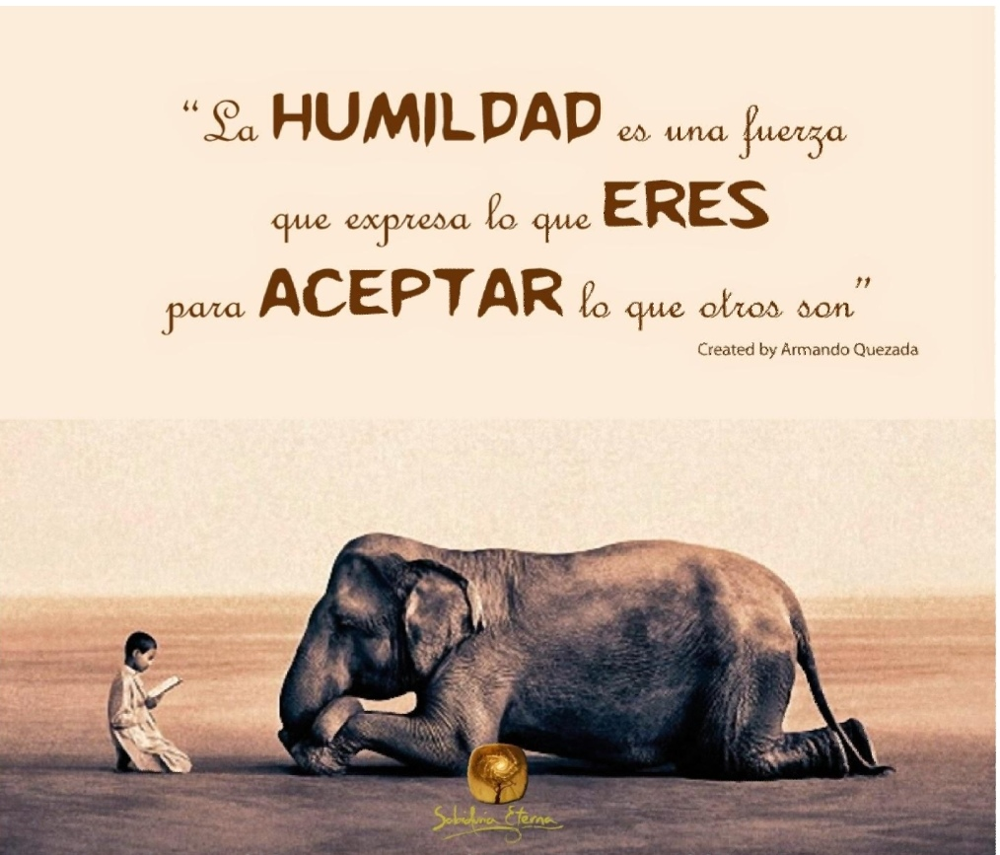 “La HUMILDAD es una fuerza
que expresa lo que ERES
para ACEPTAR lo que otros son”
Created by Armando Quezada
Sabiduria Eterna